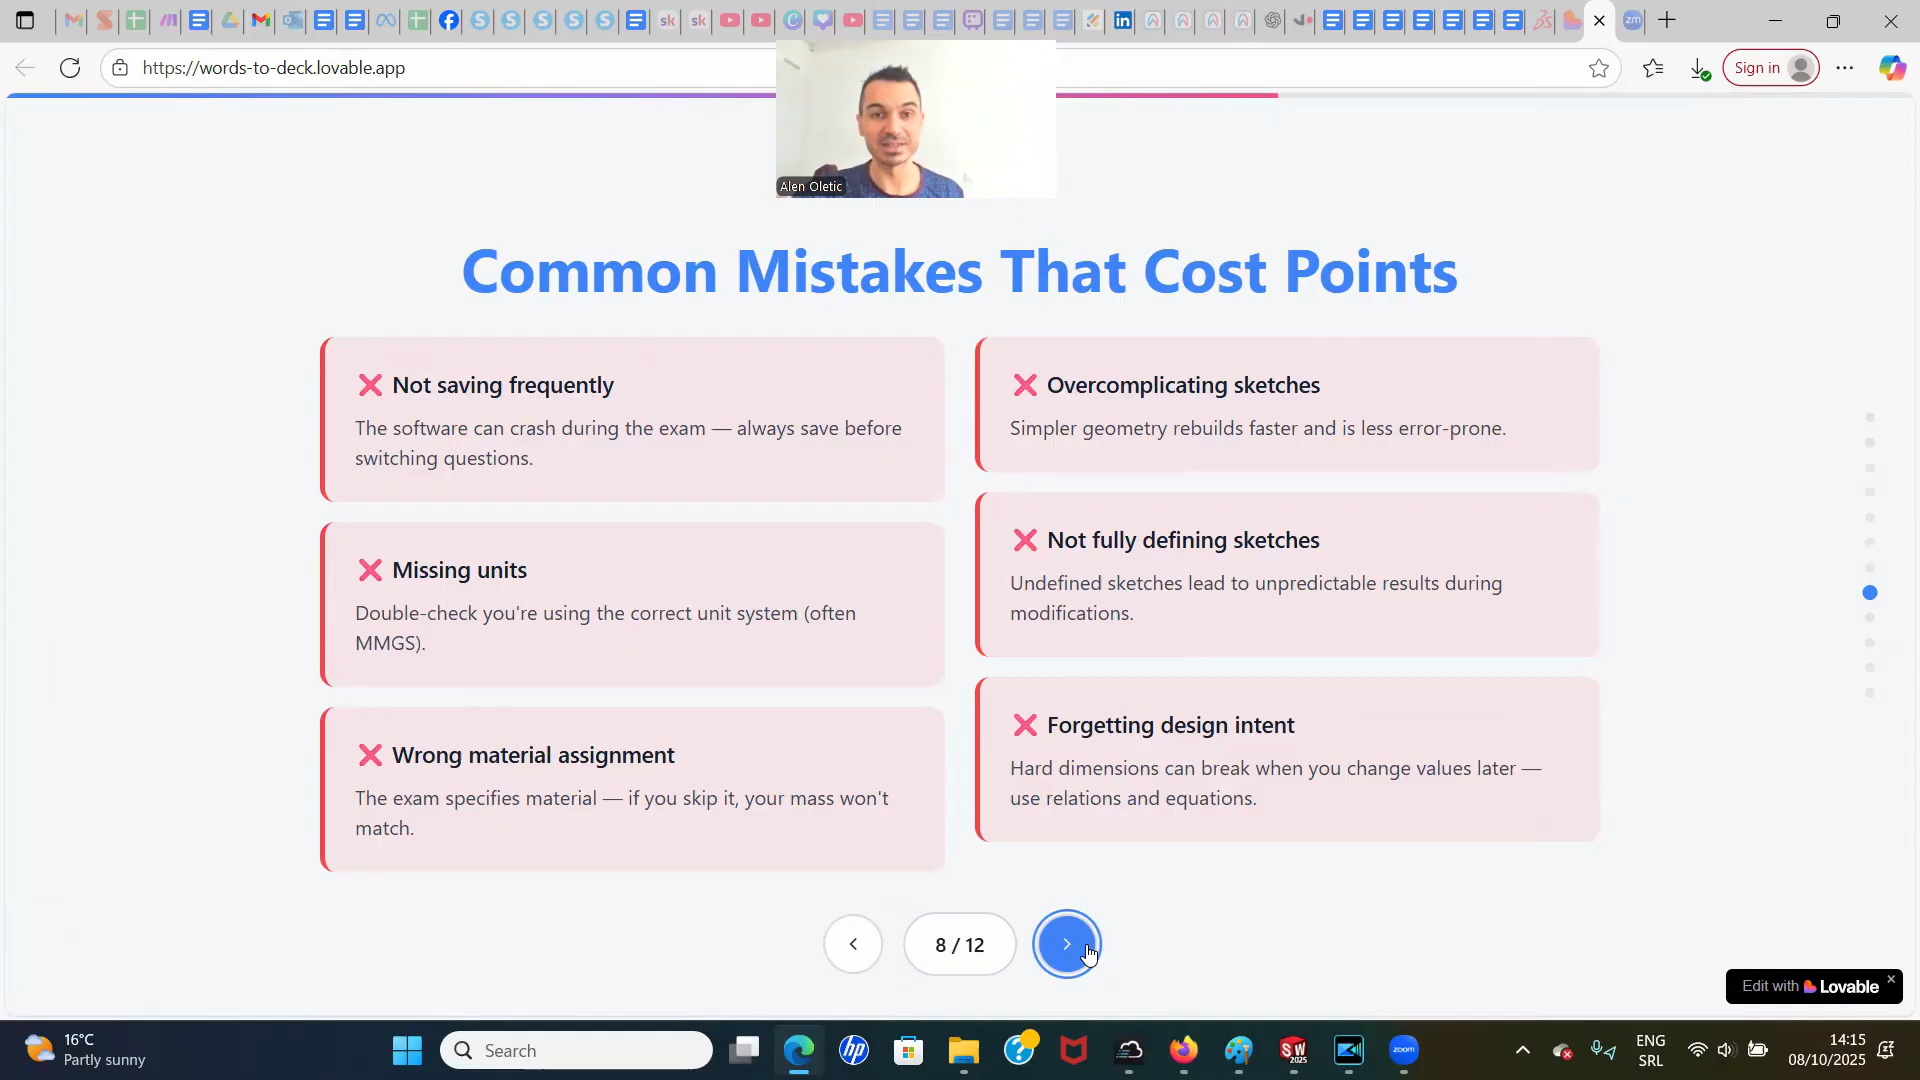 https://words-to-deck.lovable.app
Sign in
Alen Oletic
Common Mistakes That Cost Points
❌ Not saving frequently
The software can crash during the exam — always save before
switching questions.
❌ Missing units
Double-check you're using the correct unit system (often
MMGS).
❌ Wrong material assignment
The exam specifies material — if you skip it, your mass won't
match.
❌ Overcomplicating sketches
Simpler geometry rebuilds faster and is less error-prone.
❌ Not fully defining sketches
Undefined sketches lead to unpredictable results during
modifications.
❌ Forgetting design intent
Hard dimensions can break when you change values later —
use relations and equations.
8 / 12
Edit with Lovable
16°C
Partly sunny
Search
hp
SW
2025
zoom
ENG
SRL
14:15
08/10/2025